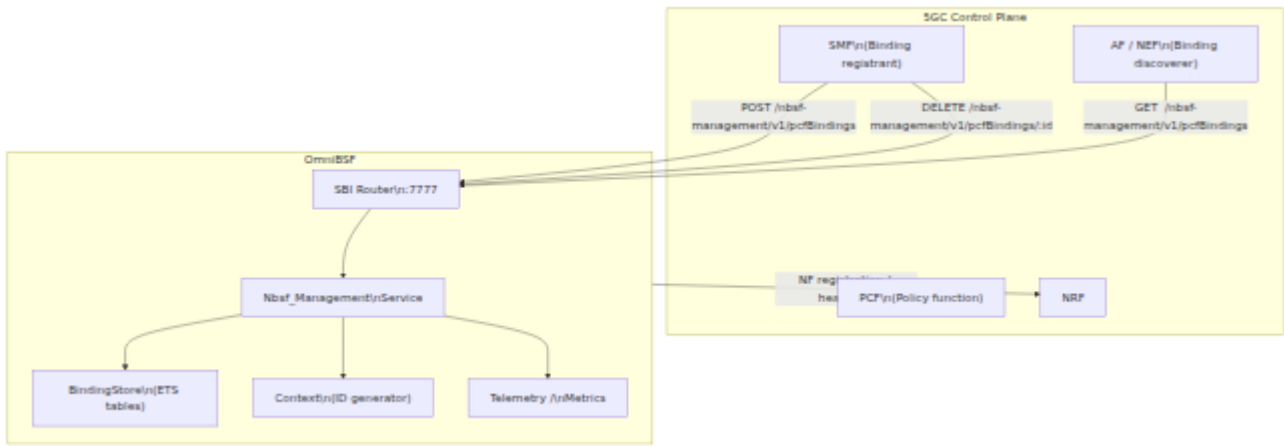 5GC Control Plane
SMF\n(Binding
registrant)
AF / NEF\n(Binding
discoverer)
POST /nbsf-
management/v1/pcfBindings
DELETE /nbsf-
management/v1/pcfBindings/:id
GET /nbsf-
management/v1/pcfBindings
OmniBSF
SBI Router\n:7777
Nbsf_Management\nService
NF
PCF\n(Policy function)
NRF
BindingStore\n(ETS
tables)
Context\n(ID generator)
Telemetry /\nMetrics